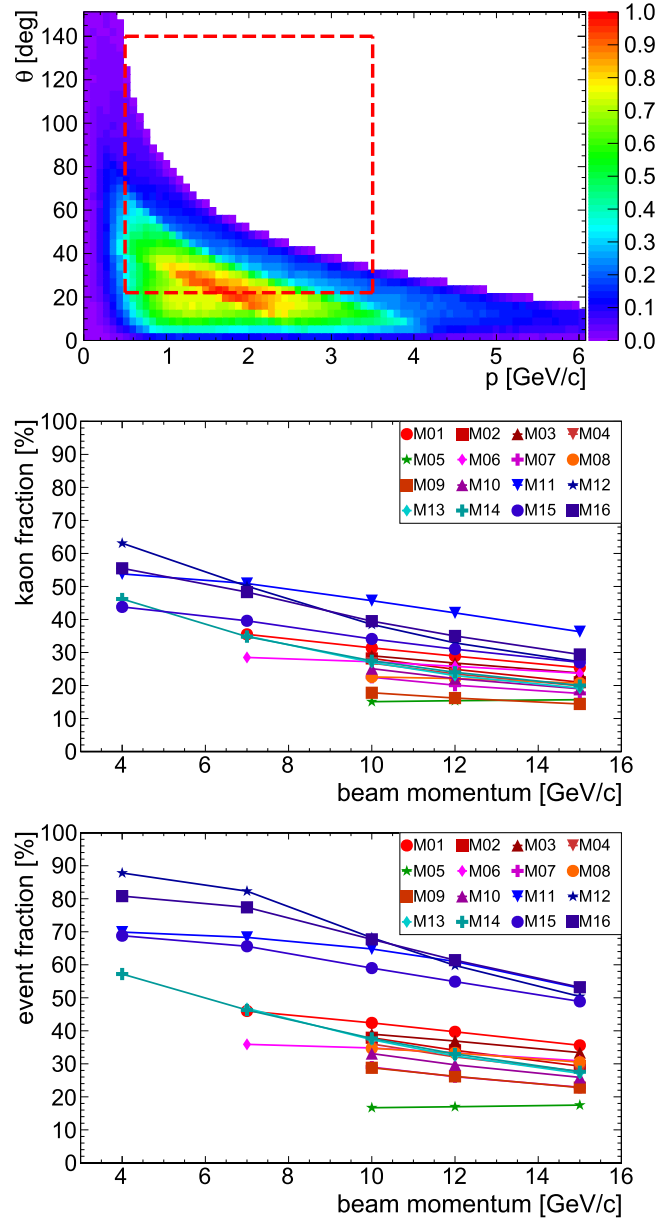 θ [deg]
140
120
100
80
60
40
20
0
0 1 2 3 4 5 6
p [GeV/c]
1.0
0.9
0.8
0.7
0.6
0.5
0.4
0.3
0.2
0.1
0.0
kaon fraction [%]
100
90
80
70
60
50
40
30
20
10
0
M01 M02 M03 M04
M05 M06 M07 M08
M09 M10 M11 M12
M13 M14 M15 M16
4 6 8 10 12 14 16
beam momentum [GeV/c]
event fraction [%]
100
90
80
70
60
50
40
30
20
10
0
M01 M02 M03 M04
M05 M06 M07 M08
M09 M10 M11 M12
M13 M14 M15 M16
4 6 8 10 12 14 16
beam momentum [GeV/c]